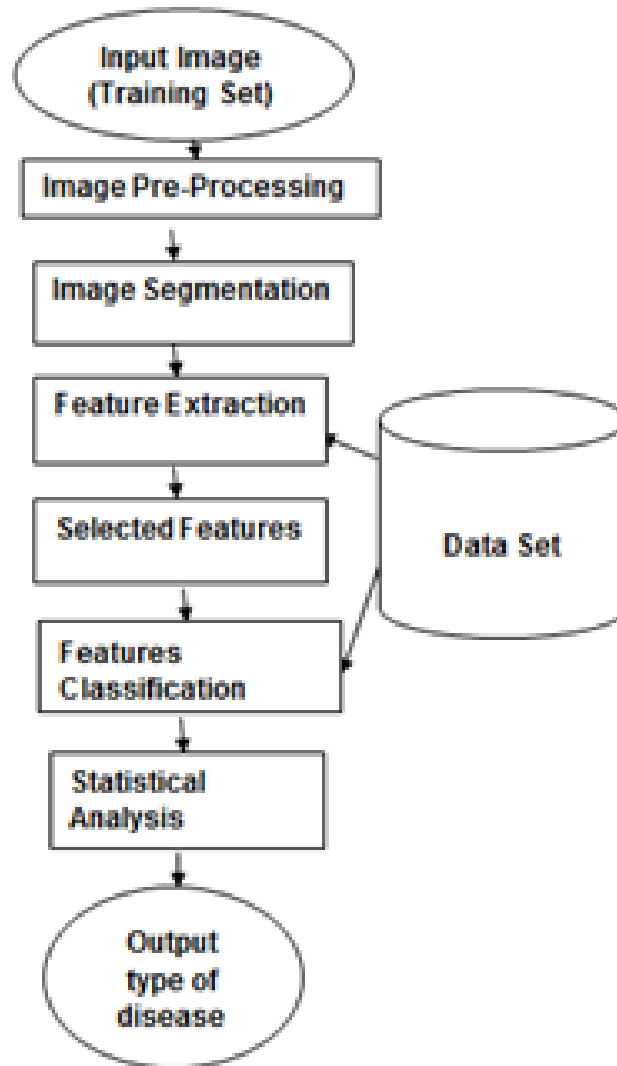 Input Image
(Training Set)
Image Pre-Processing
Image Segmentation
Feature Extraction
Selected Features
Data Set
Features
Classification
Statistical
Analysis
Output
type of
disease